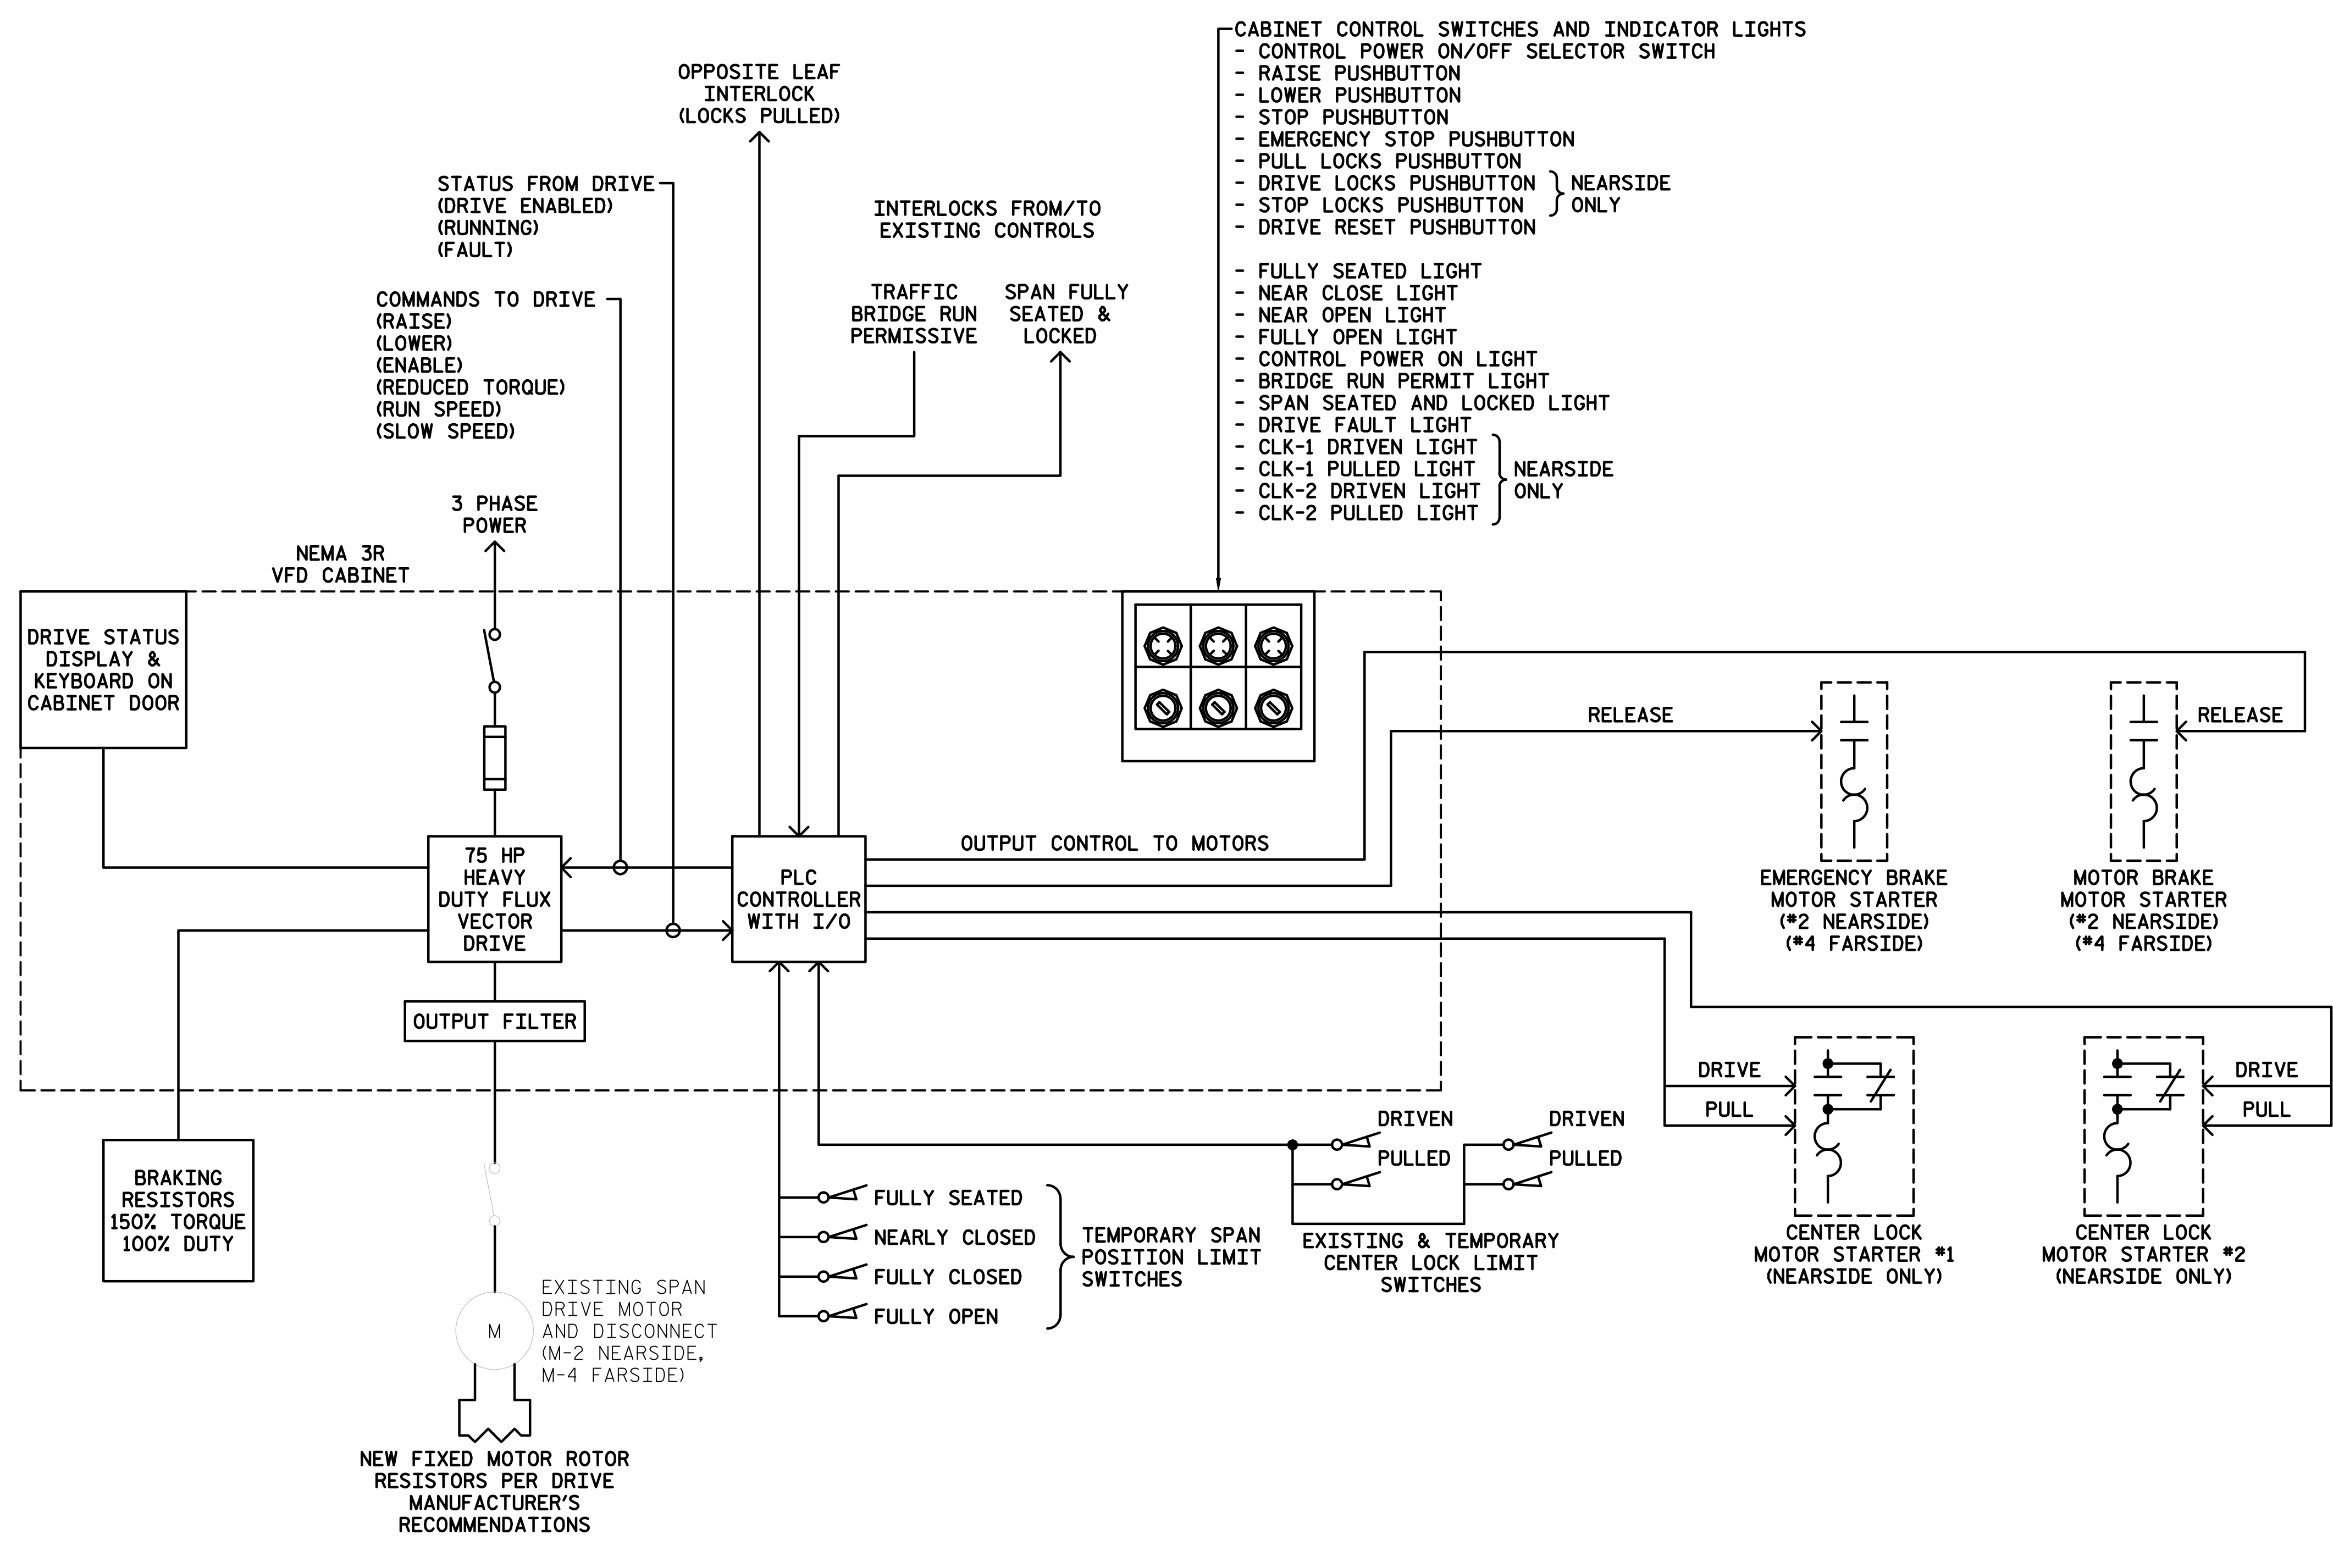 CABINET CONTROL SWITCHES AND INDICATOR LIGHTS
- CONTROL POWER ON/OFF SELECTOR SWITCH
- RAISE PUSHBUTTON
- LOWER PUSHBUTTON
- STOP PUSHBUTTON
- EMERGENCY STOP PUSHBUTTON
- PULL LOCKS PUSHBUTTON
- DRIVE LOCKS PUSHBUTTON
- STOP LOCKS PUSHBUTTON
NEARSIDE
ONLY
- DRIVE RESET PUSHBUTTON
- FULLY SEATED LIGHT
- NEAR CLOSE LIGHT
- NEAR OPEN LIGHT
- FULLY OPEN LIGHT
- CONTROL POWER ON LIGHT
- BRIDGE RUN PERMIT LIGHT
- SPAN SEATED AND LOCKED LIGHT
- DRIVE FAULT LIGHT
- CLK-1 DRIVEN LIGHT
- CLK-1 PULLED LIGHT
- CLK-2 DRIVEN LIGHT
- CLK-2 PULLED LIGHT
NEARSIDE
ONLY
OPPOSITE LEAF
INTERLOCK
(LOCKS PULLED)
STATUS FROM DRIVE
(DRIVE ENABLED)
(RUNNING)
(FAULT)
INTERLOCKS FROM/TO
EXISTING CONTROLS
TRAFFIC
BRIDGE RUN
PERMISSIVE
SPAN FULLY
SEATED &
LOCKED
COMMANDS TO DRIVE
(RAISE)
(LOWER)
(ENABLE)
(REDUCED TORQUE)
(RUN SPEED)
(SLOW SPEED)
3 PHASE
POWER
NEMA 3R
VFD CABINET
DRIVE STATUS
DISPLAY &
KEYBOARD ON
CABINET DOOR
75 HP
HEAVY
DUTY FLUX
VECTOR
DRIVE
PLC
CONTROLLER
WITH I/O
OUTPUT CONTROL TO MOTORS
RELEASE
RELEASE
EMERGENCY BRAKE
MOTOR STARTER
(#2 NEARSIDE)
(#4 FARSIDE)
MOTOR BRAKE
MOTOR STARTER
(#2 NEARSIDE)
(#4 FARSIDE)
OUTPUT FILTER
BRAKING
RESISTORS
150% TORQUE
100% DUTY
DRIVE
PULL
DRIVE
PULL
CENTER LOCK
MOTOR STARTER #1
(NEARSIDE ONLY)
CENTER LOCK
MOTOR STARTER #2
(NEARSIDE ONLY)
DRIVEN
PULLED
DRIVEN
PULLED
EXISTING & TEMPORARY
CENTER LOCK LIMIT
SWITCHES
FULLY SEATED
NEARLY CLOSED
FULLY CLOSED
FULLY OPEN
TEMPORARY SPAN
POSITION LIMIT
SWITCHES
M
EXISTING SPAN
DRIVE MOTOR
AND DISCONNECT
(M-2 NEARSIDE,
M-4 FARSIDE)
NEW FIXED MOTOR ROTOR
RESISTORS PER DRIVE
MANUFACTURER'S
RECOMMENDATIONS